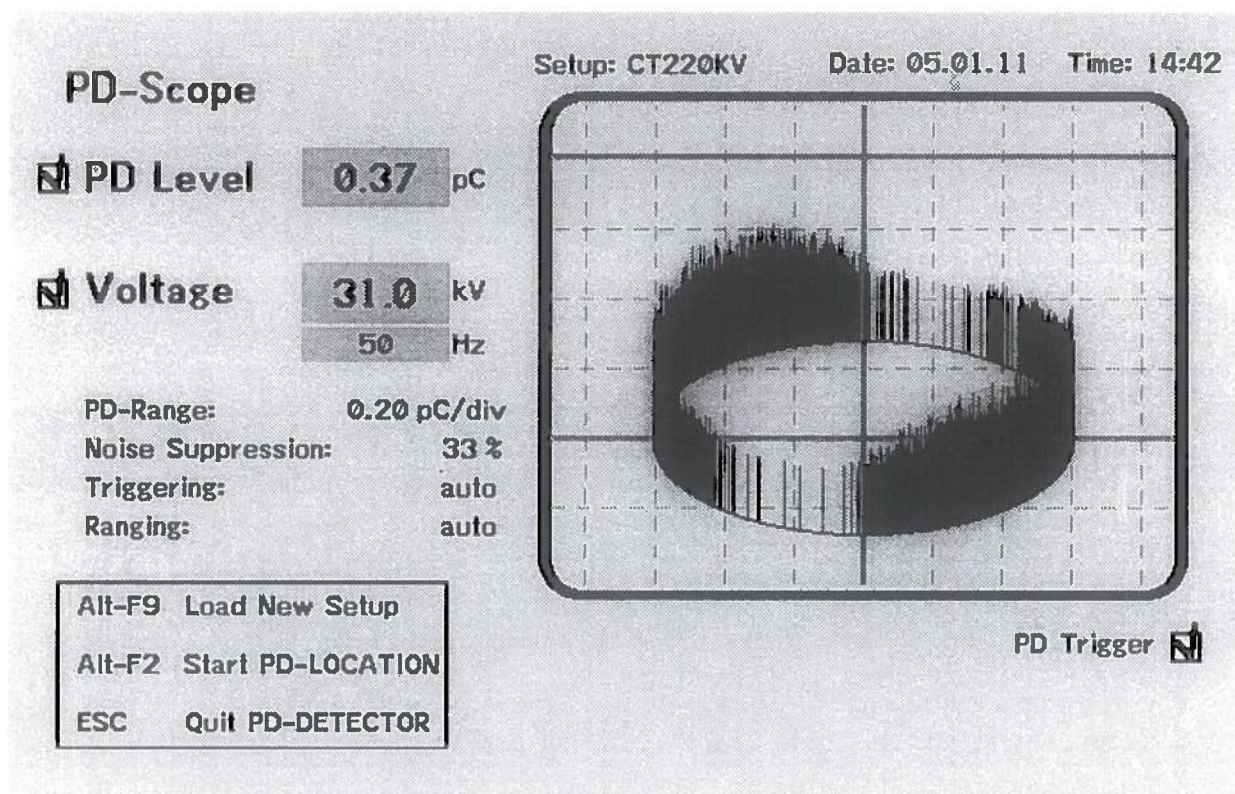 Setup: CT220KV Date: 05.01.11 Time: 14:42
PD-Scope
PD Level 0.37 pC
Voltage 31.0 kV
50 Hz
PD-Range: 0.20 pC/div
Noise Suppression: 33 %
Triggering: auto
Ranging: auto
Alt-F9 Load New Setup
Alt-F2 Start PD-LOCATION
ESC Quit PD-DETECTOR
PD Trigger